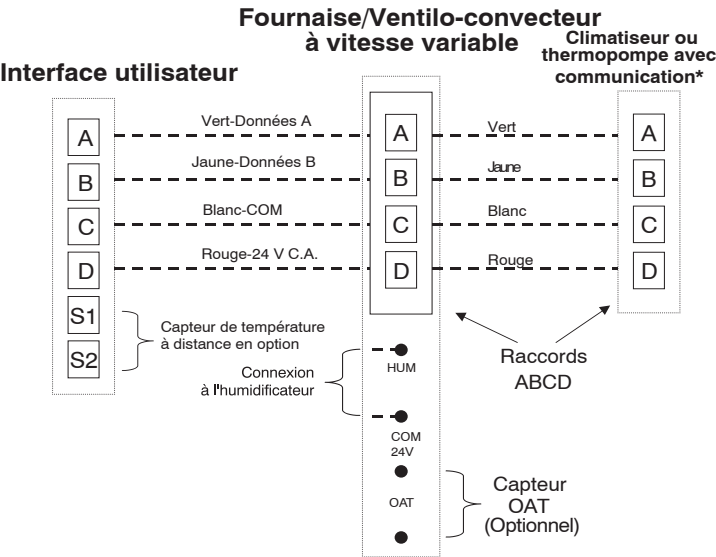 Fournaise/Ventilo-convecteur
à vitesse variable
Climatiseur ou
thermopompe avec
communication*
Interface utilisateur
A
Vert-Données A
A
Vert
A
B
Jaune-Données B
B
Jaune
B
C
Blanc-COM
C
Blanc
C
D
Rouge-24 V C.A.
D
Rouge
D
S1
S2
Capteur de température
à distance en option
Raccords
ABCD
Connexion
à l'humidificateur
HUM
COM
24V
OAT
Capteur
OAT
(Optionnel)